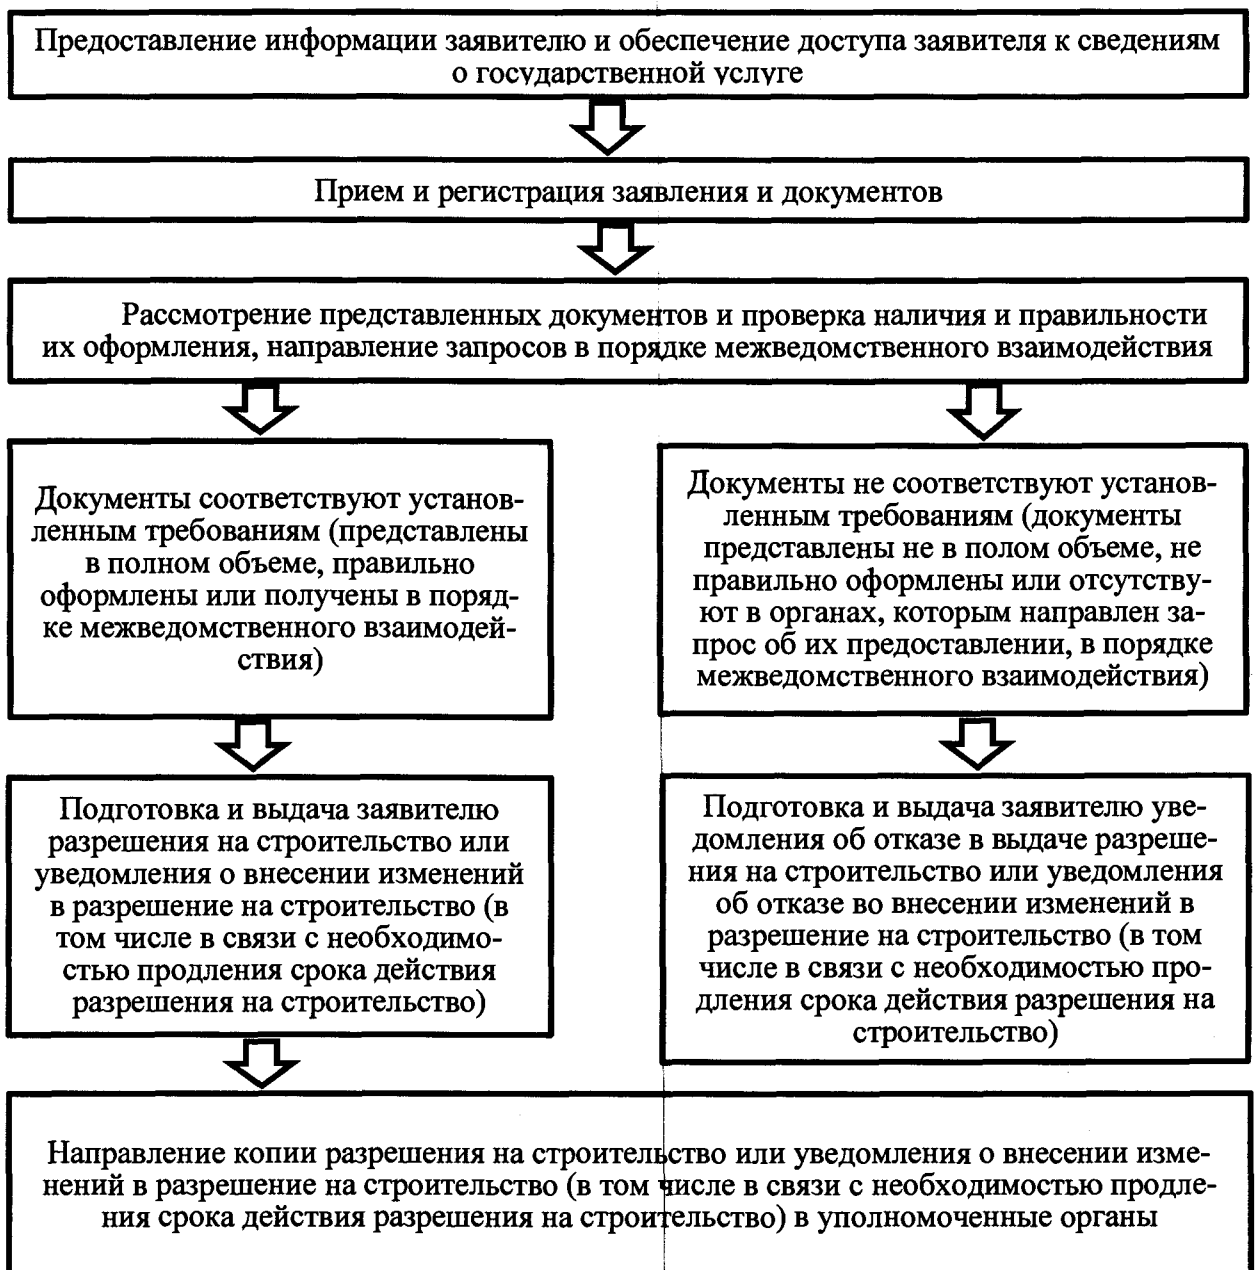 Предоставление информации заявителю и обеспечение доступа заявителя к сведениям
о государственной услуге
Прием и регистрация заявления и документов
Рассмотрение представленных документов и проверка наличия и правильности
их оформления, направление запросов в порядке межведомственного взаимодействия
Документы соответствуют установ-
ленным требованиям (представлены
в полном объеме, правильно
оформлены или получены в поряд-
ке межведомственного взаимодей-
ствия)
Документы не соответствуют установ-
ленным требованиям (документы
представлены не в полом объеме, не
правильно оформлены или отсутству-
ют в органах, которым направлен за-
прос об их предоставлении, в порядке
межведомственного взаимодействия)
Подготовка и выдача заявителю
разрешения на строительство или
уведомления о внесении изменений
в разрешение на строительство (в
том числе в связи с необходимо-
стью продления срока действия
разрешения на строительство)
Подготовка и выдача заявителю уве-
домления об отказе в выдаче разреше-
ния на строительство или уведомления
об отказе во внесении изменений в
разрешение на строительство (в том
числе в связи с необходимостью про-
дления срока действия разрешения на
строительство)
Направление копии разрешения на строительство или уведомления о внесении изме-
нений в разрешение на строительство (в том числе в связи с необходимостью продле-
ния срока действия разрешения на строительство) в уполномоченные органы